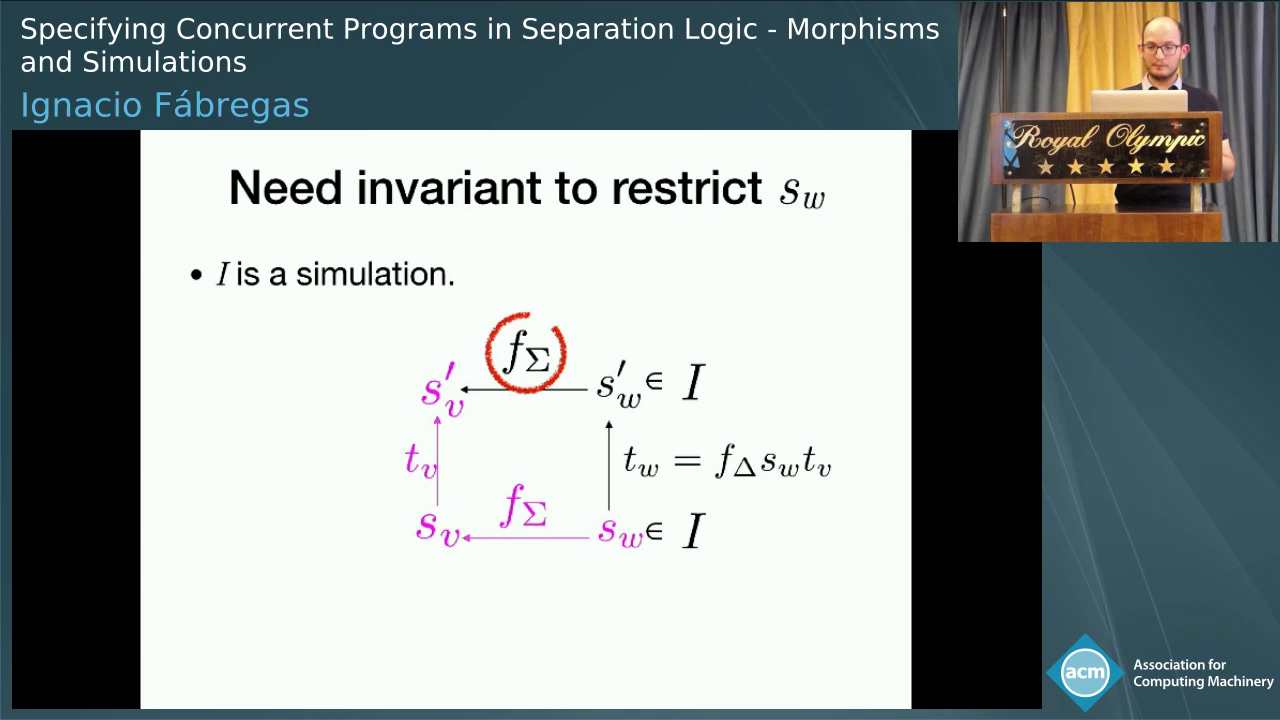 Specifying Concurrent Programs in Separation Logic - Morphisms
and Simulations
Ignacio Fábregas
Royal Olympic
Need invariant to restrict s_w
• I is a simulation.
f_Σ
s'_v s'_w ∈ I
t_v t_w = f_Δ s_w t_v
f_Σ
s_v s_w ∈ I
acm
Association for
Computing Machinery